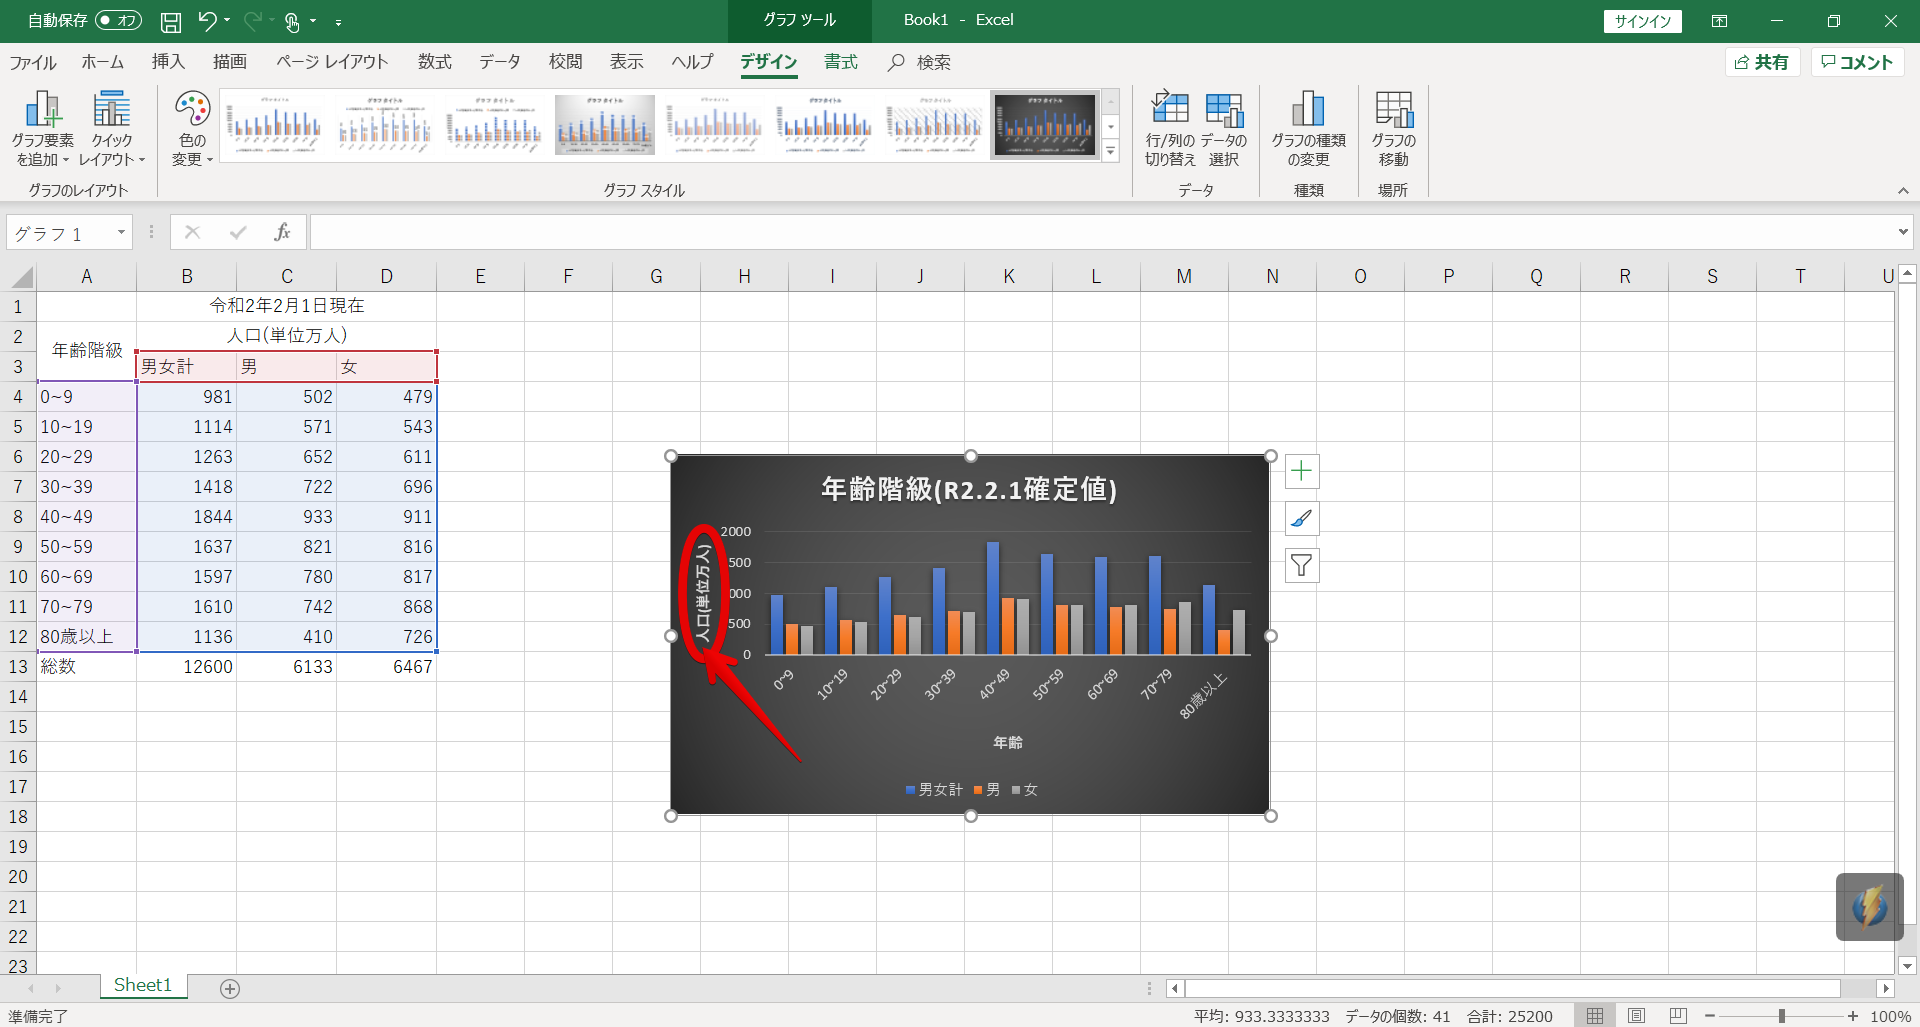 自動保存 オフ
グラフ ツール
Book1 - Excel
サインイン
ファイル ホーム 挿入 描画 ページ レイアウト 数式 データ 校閲 表示 ヘルプ デザイン 書式 検索
共有 コメント
グラフ要素
を追加
クイック
レイアウト
グラフのレイアウト
色の
変更
グラフ スタイル
行/列の
切り替え
データの
選択
データ
グラフの種類
の変更
種類
グラフの
移動
場所
グラフ 1
fx
A B C D E F G H I J K L M N O P Q R S T U
1 令和2年2月1日現在
2 人口(単位万人)
年齢階級
3 男女計 男 女
4 0~9 981 502 479
5 10~19 1114 571 543
6 20~29 1263 652 611
7 30~39 1418 722 696
8 40~49 1844 933 911
9 50~59 1637 821 816
10 60~69 1597 780 817
11 70~79 1610 742 868
12 80歳以上 1136 410 726
13 総数 12600 6133 6467
14
15
16
17
18
19
20
21
22
23
年齢階級(R2.2.1確定値)
人口(単位万人)
2000
500
000
500
0
0~9 10~19 20~29 30~39 40~49 50~59 60~69 70~79 80歳以上
年齢
男女計 男 女
Sheet1
準備完了
平均: 933.3333333 データの個数: 41 合計: 25200
100%